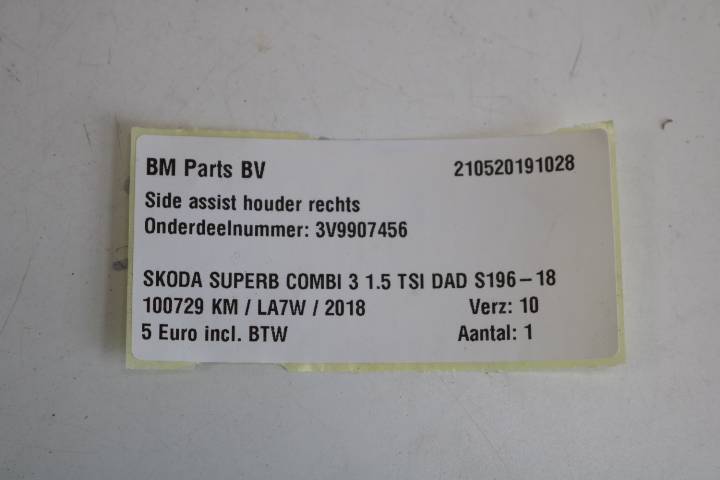 BM Parts BV 210520191028
Side assist houder rechts
Onderdeelnummer: 3V9907456
SKODA SUPERB COMBI 3 1.5 TSI DAD S196-18
100729 KM / LA7W / 2018 Verz: 10
5 Euro incl. BTW Aantal: 1